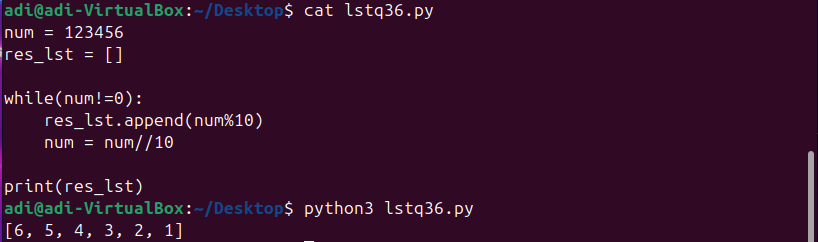 adi@adi-VirtualBox:~/Desktop$ cat lstq36.py
num = 123456
res_lst = []
while(num!=0):
    res_lst.append(num%10)
    num = num//10
print(res_lst)
adi@adi-VirtualBox:~/Desktop$ python3 lstq36.py
[6, 5, 4, 3, 2, 1]